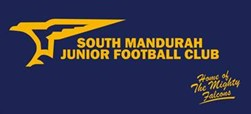 SOUTH MANDURAH
JUNIOR FOOTBALL CLUB
Home of
The Mighty
Falcons